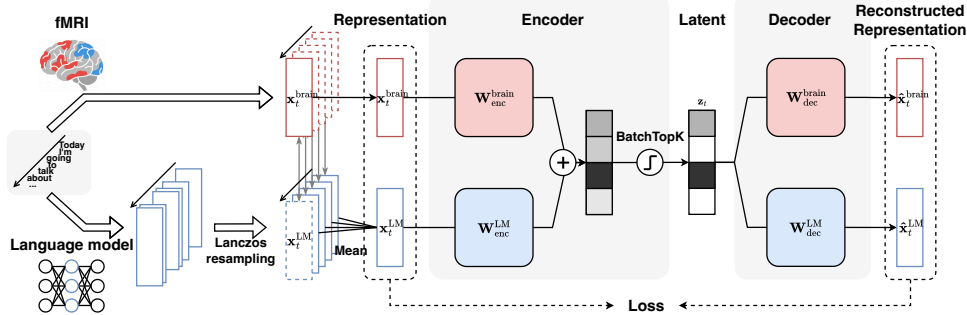 fMRI
Today
I'm
going
to
talk
about
...
Language model
Lanczos
resampling
x_t^brain
x_t^LM
Mean
Representation
x_t^brain
x_t^LM
Encoder
W_enc^brain
W_enc^LM
+
BatchTopK
Latent
z_t
Decoder
W_dec^brain
W_dec^LM
Reconstructed
Representation
x̂_t^brain
x̂_t^LM
Loss